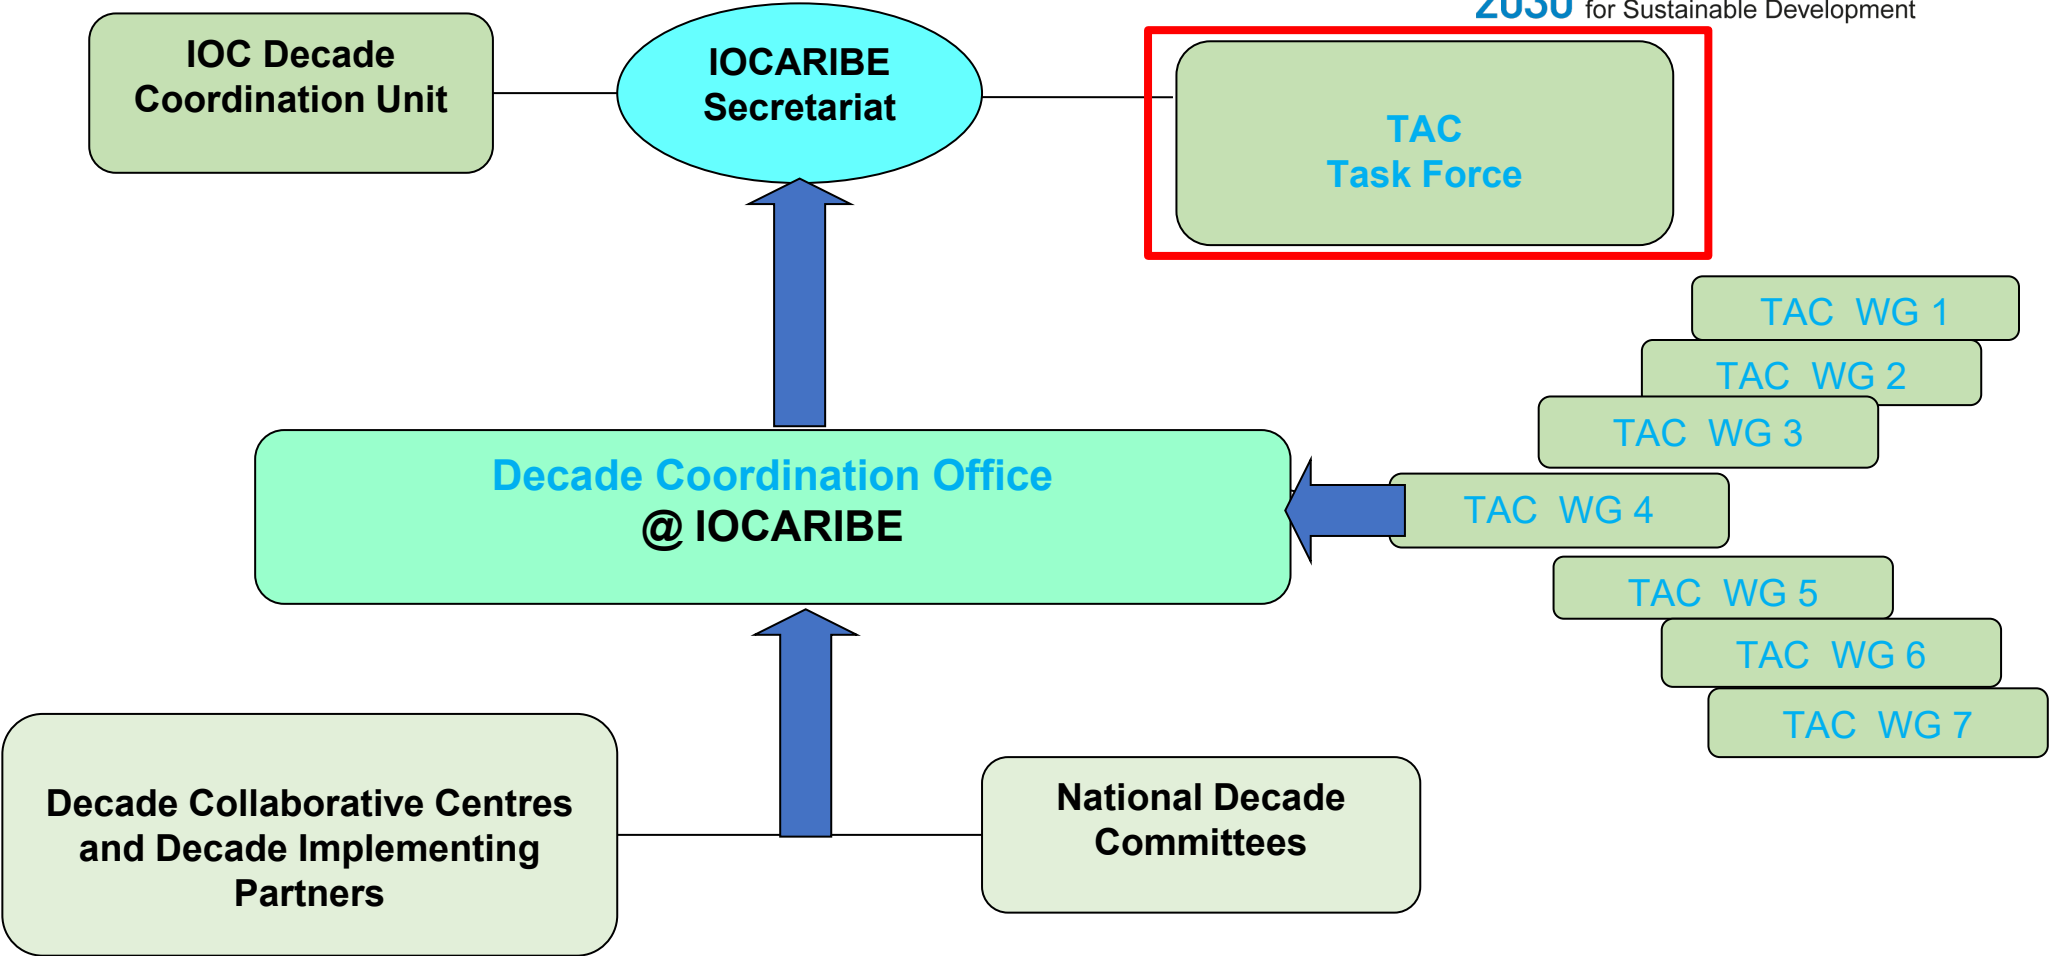 2030 for Sustainable Development
IOC Decade
Coordination Unit
IOCARIBE
Secretariat
TAC
Task Force
TAC WG 1
TAC WG 2
TAC WG 3
TAC WG 4
TAC WG 5
TAC WG 6
TAC WG 7
Decade Coordination Office
@ IOCARIBE
Decade Collaborative Centres
and Decade Implementing
Partners
National Decade
Committees